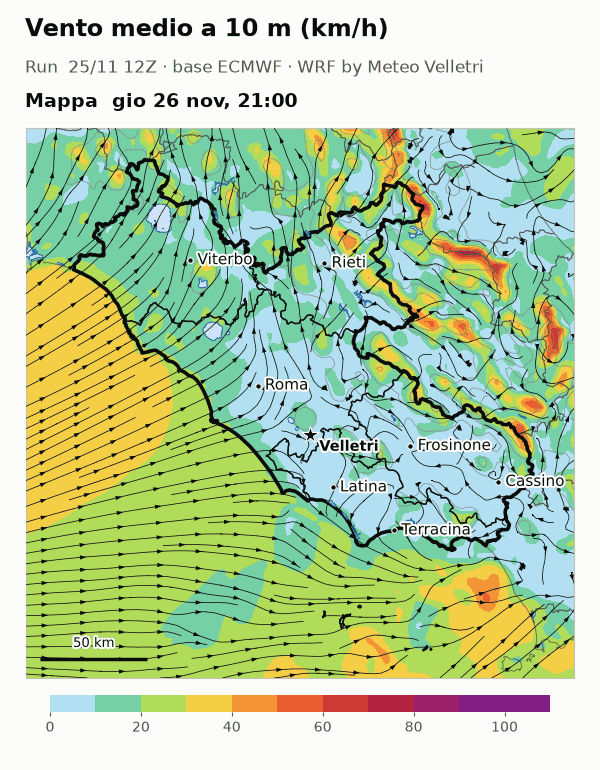 Vento medio a 10 m (km/h)
Run  25/11 12Z · base ECMWF · WRF by Meteo Velletri
Mappa  gio 26 nov, 21:00
Viterbo
Rieti
Roma
Velletri
Frosinone
Cassino
Latina
Terracina
50 km
0 20 40 60 80 100